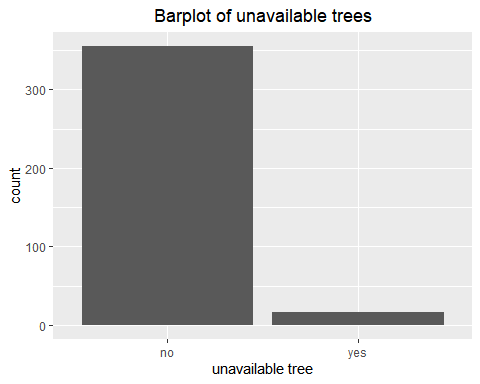 Barplot of unavailable trees
count
300
200
100
0
no yes
unavailable tree